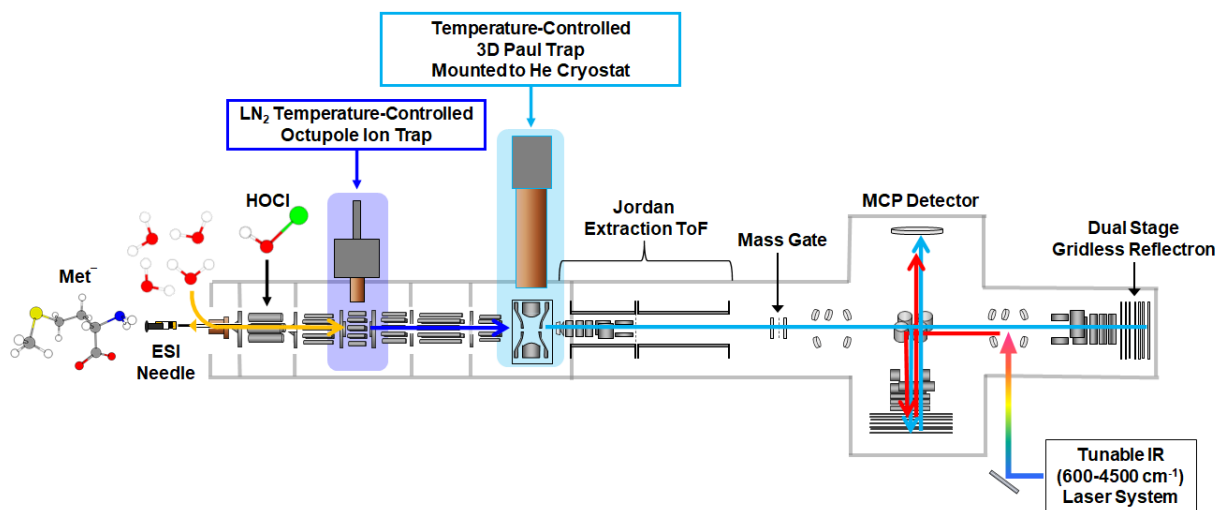 Temperature-Controlled
3D Paul Trap
Mounted to He Cryostat
LN₂ Temperature-Controlled
Octupole Ion Trap
HOCl
Met⁻
ESI
Needle
Jordan
Extraction ToF
Mass Gate
MCP Detector
Dual Stage
Gridless Reflectron
Tunable IR
(600-4500 cm⁻¹)
Laser System